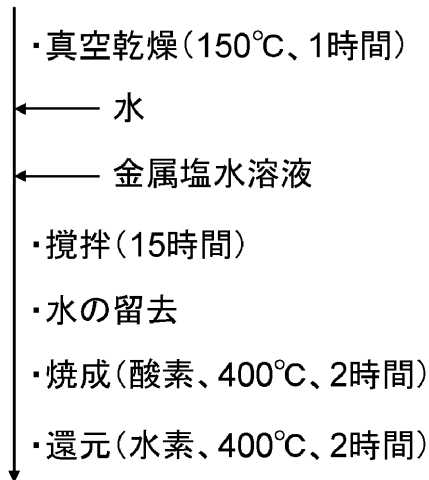 ・真空乾燥(150℃、1時間)
水
金属塩水溶液
・撹拌(15時間)
・水の留去
・焼成(酸素、400℃、2時間)
・還元(水素、400℃、2時間)